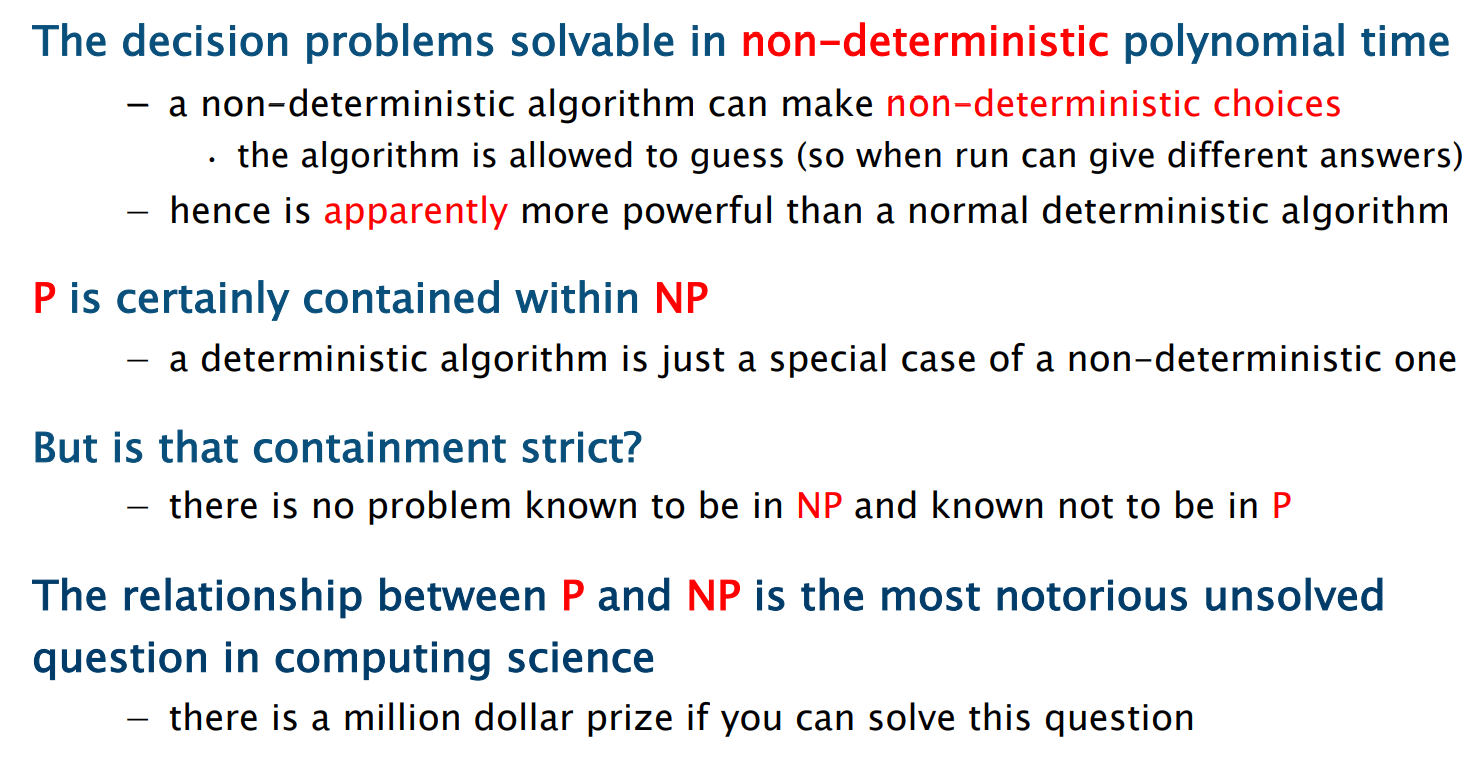 The decision problems solvable in non-deterministic polynomial time
– a non-deterministic algorithm can make non-deterministic choices
· the algorithm is allowed to guess (so when run can give different answers)
– hence is apparently more powerful than a normal deterministic algorithm
P is certainly contained within NP
– a deterministic algorithm is just a special case of a non-deterministic one
But is that containment strict?
– there is no problem known to be in NP and known not to be in P
The relationship between P and NP is the most notorious unsolved
question in computing science
– there is a million dollar prize if you can solve this question